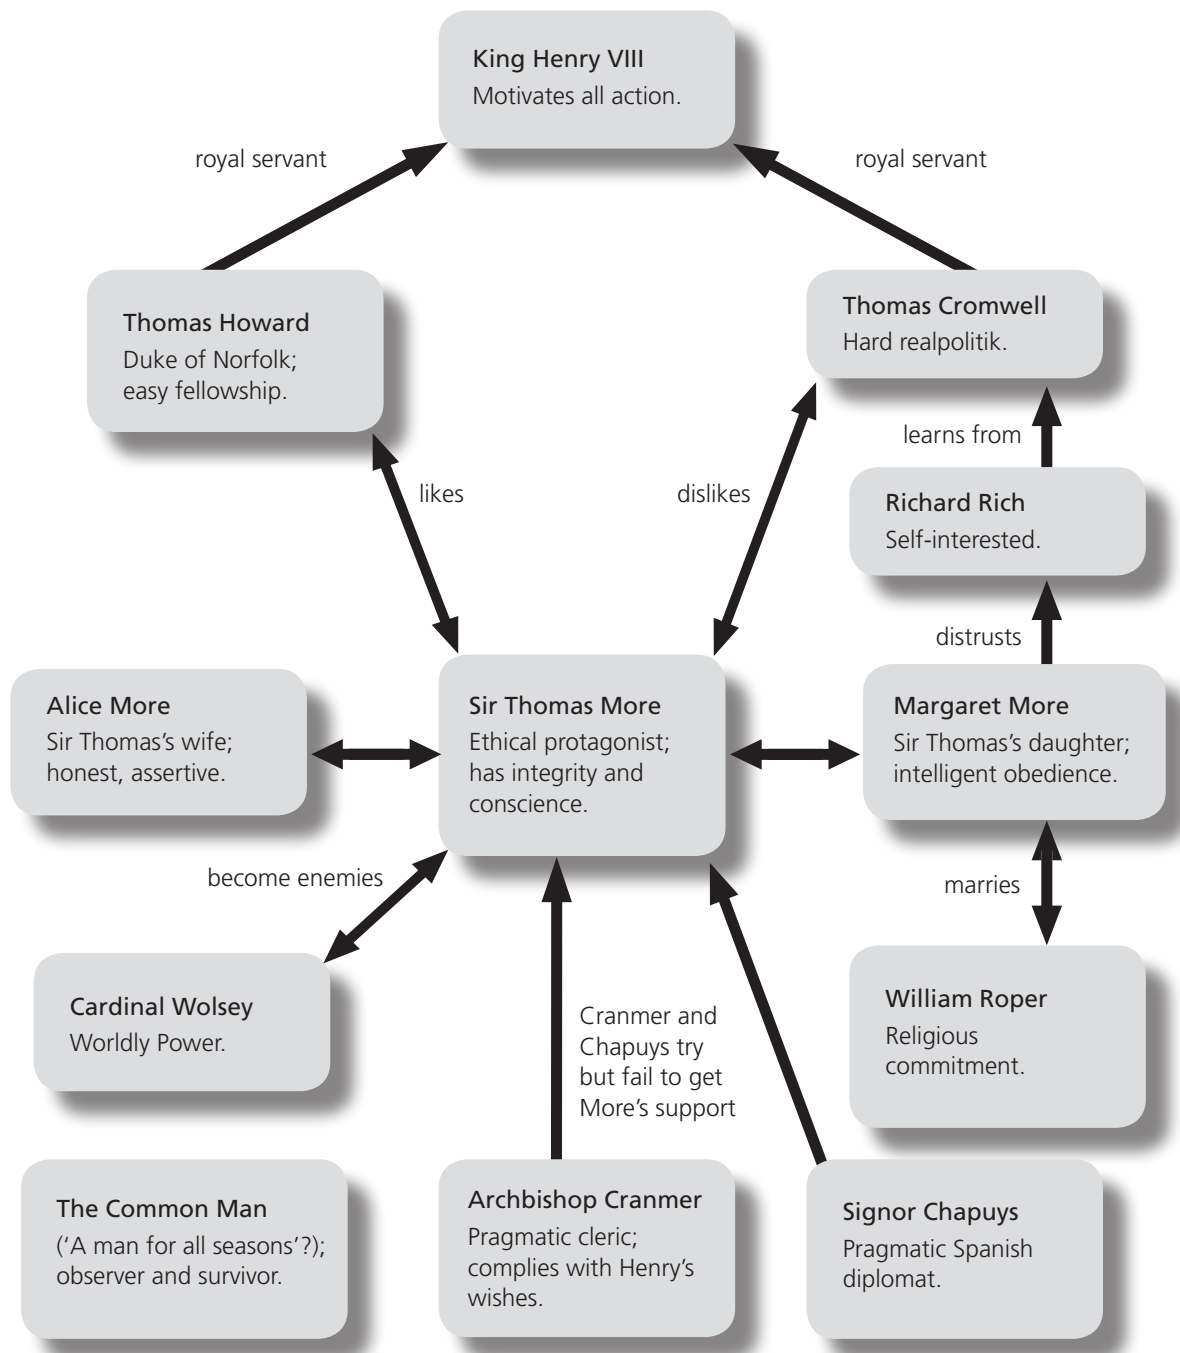 King Henry VIII
Motivates all action.
royal servant
royal servant
Thomas Howard
Duke of Norfolk;
easy fellowship.
Thomas Cromwell
Hard realpolitik.
learns from
likes
dislikes
Richard Rich
Self-interested.
distrusts
Alice More
Sir Thomas’s wife;
honest, assertive.
Sir Thomas More
Ethical protagonist;
has integrity and
conscience.
Margaret More
Sir Thomas’s daughter;
intelligent obedience.
become enemies
marries
Cardinal Wolsey
Worldly Power.
Cranmer and
Chapuys try
but fail to get
More’s support
William Roper
Religious
commitment.
The Common Man
(‘A man for all seasons’?);
observer and survivor.
Archbishop Cranmer
Pragmatic cleric;
complies with Henry’s
wishes.
Signor Chapuys
Pragmatic Spanish
diplomat.